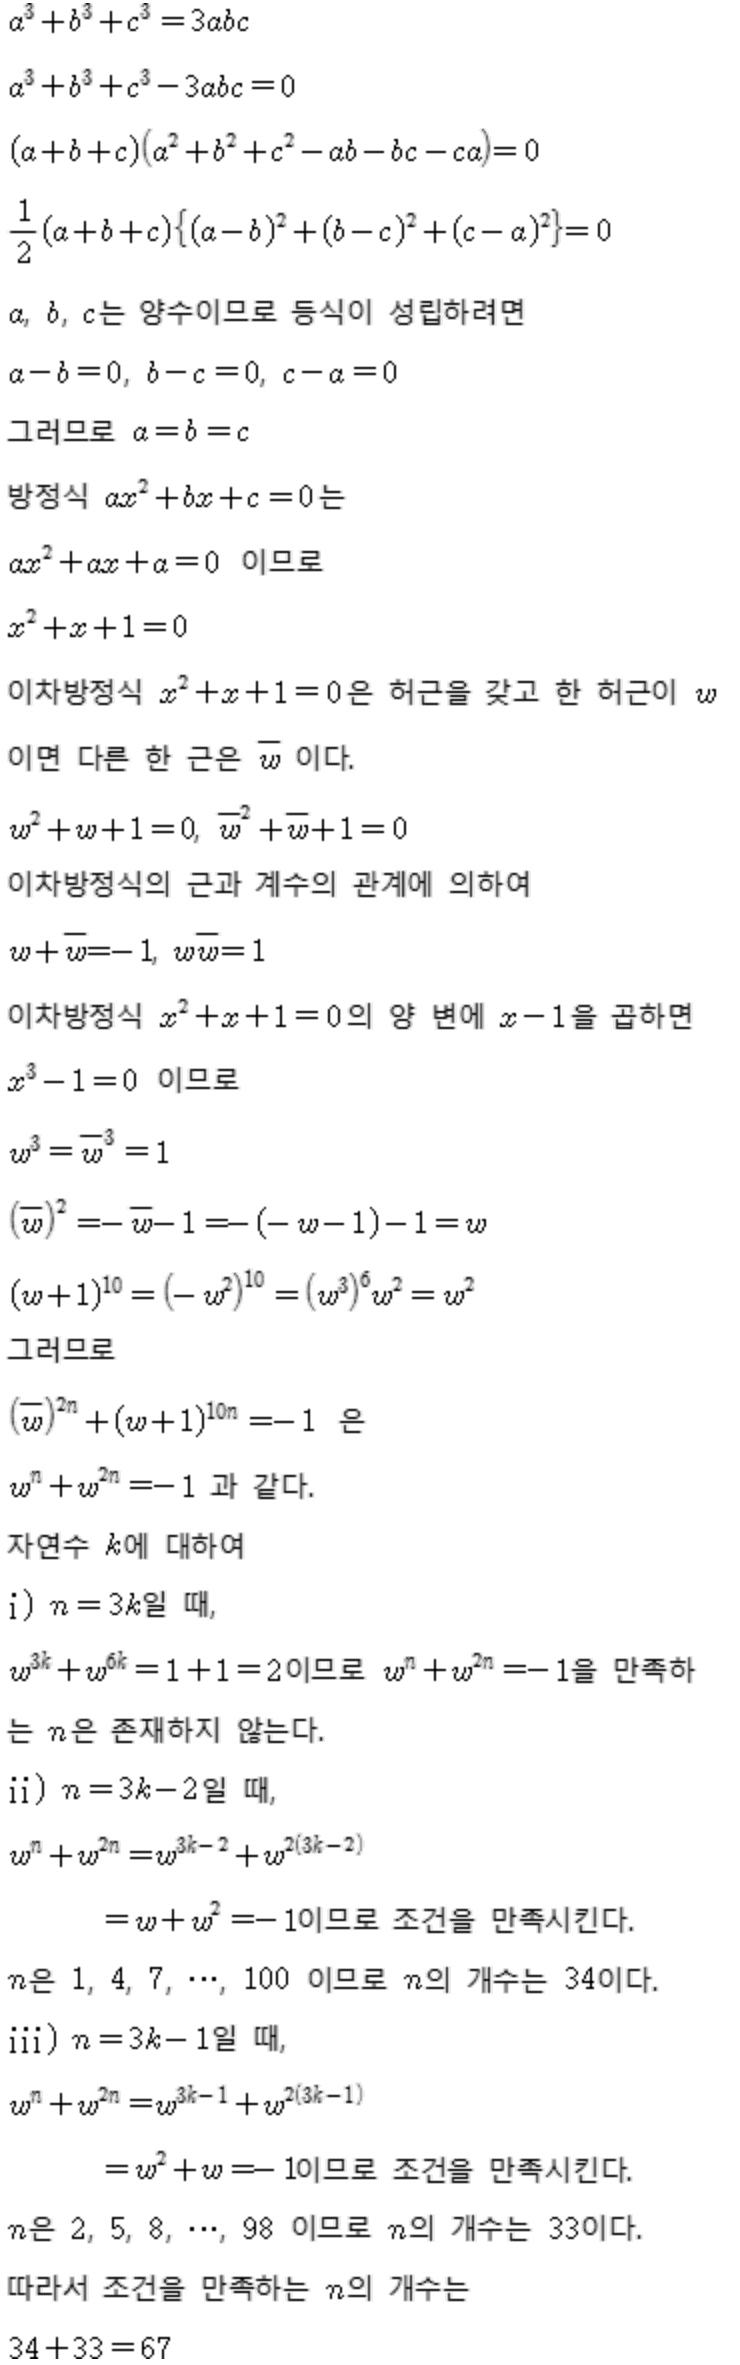 a³+b³+c³=3abc
a³+b³+c³−3abc=0
(a+b+c)(a²+b²+c²−ab−bc−ca)=0
1/2(a+b+c){(a−b)²+(b−c)²+(c−a)²}=0
a, b, c는 양수이므로 등식이 성립하려면
a−b=0, b−c=0, c−a=0
그러므로 a=b=c
방정식 ax²+bx+c=0는
ax²+ax+a=0 이므로
x²+x+1=0
이차방정식 x²+x+1=0은 허근을 갖고 한 허근이 w
이면 다른 한 근은 w̅ 이다.
w²+w+1=0, w̅²+w̅+1=0
이차방정식의 근과 계수의 관계에 의하여
w+w̅=−1, ww̅=1
이차방정식 x²+x+1=0의 양 변에 x−1을 곱하면
x³−1=0 이므로
w³=w̅³=1
(w̅)²=−w̅−1=−(−w−1)−1=w
(w+1)¹⁰=(−w²)¹⁰=(w³)⁶w²=w²
그러므로
(w̅)²ⁿ+(w+1)¹⁰ⁿ=−1 은
wⁿ+w²ⁿ=−1 과 같다.
자연수 k에 대하여
i) n=3k일 때,
w³ᵏ+w⁶ᵏ=1+1=2이므로 wⁿ+w²ⁿ=−1을 만족하
는 n은 존재하지 않는다.
ii) n=3k−2일 때,
wⁿ+w²ⁿ=w³ᵏ⁻²+w²⁽³ᵏ⁻²⁾
=w+w²=−1이므로 조건을 만족시킨다.
n은 1, 4, 7, ⋯, 100 이므로 n의 개수는 34이다.
iii) n=3k−1일 때,
wⁿ+w²ⁿ=w³ᵏ⁻¹+w²⁽³ᵏ⁻¹⁾
=w²+w=−1이므로 조건을 만족시킨다.
n은 2, 5, 8, ⋯, 98 이므로 n의 개수는 33이다.
따라서 조건을 만족하는 n의 개수는
34+33=67